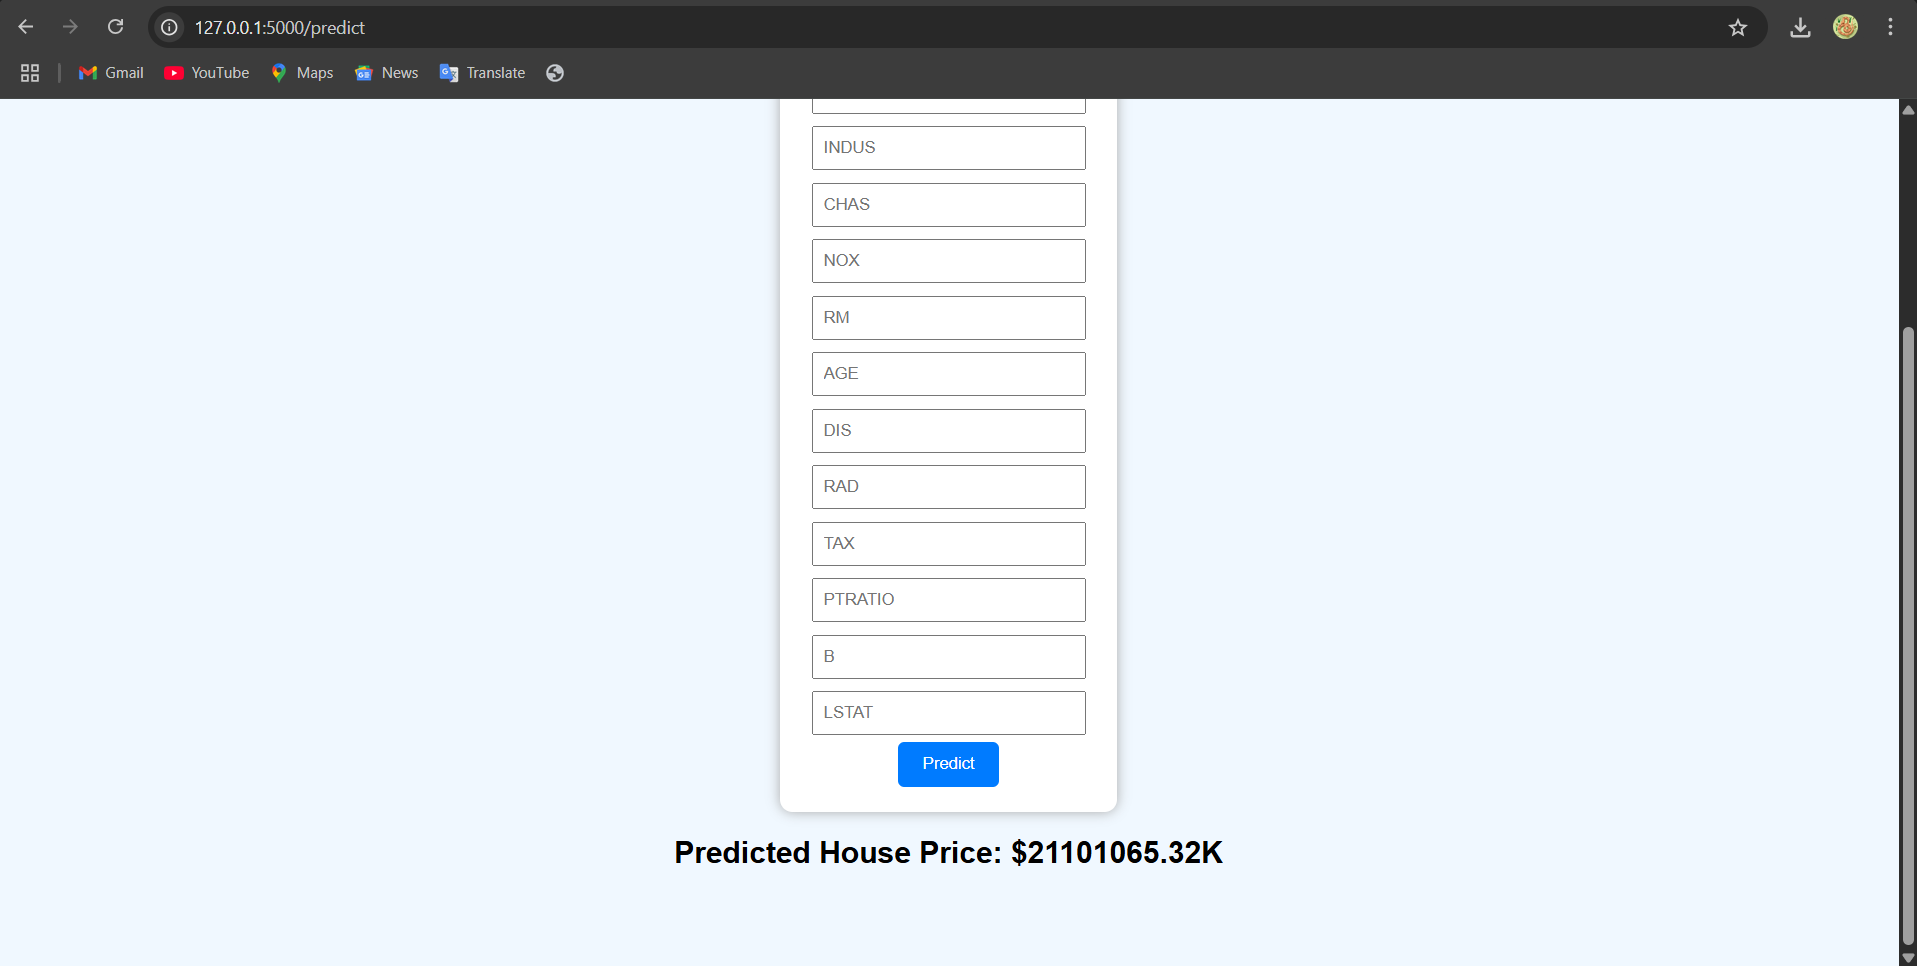 127.0.0.1:5000/predict
Gmail YouTube Maps News Translate
INDUS
CHAS
NOX
RM
AGE
DIS
RAD
TAX
PTRATIO
B
LSTAT
Predict
Predicted House Price: $21101065.32K